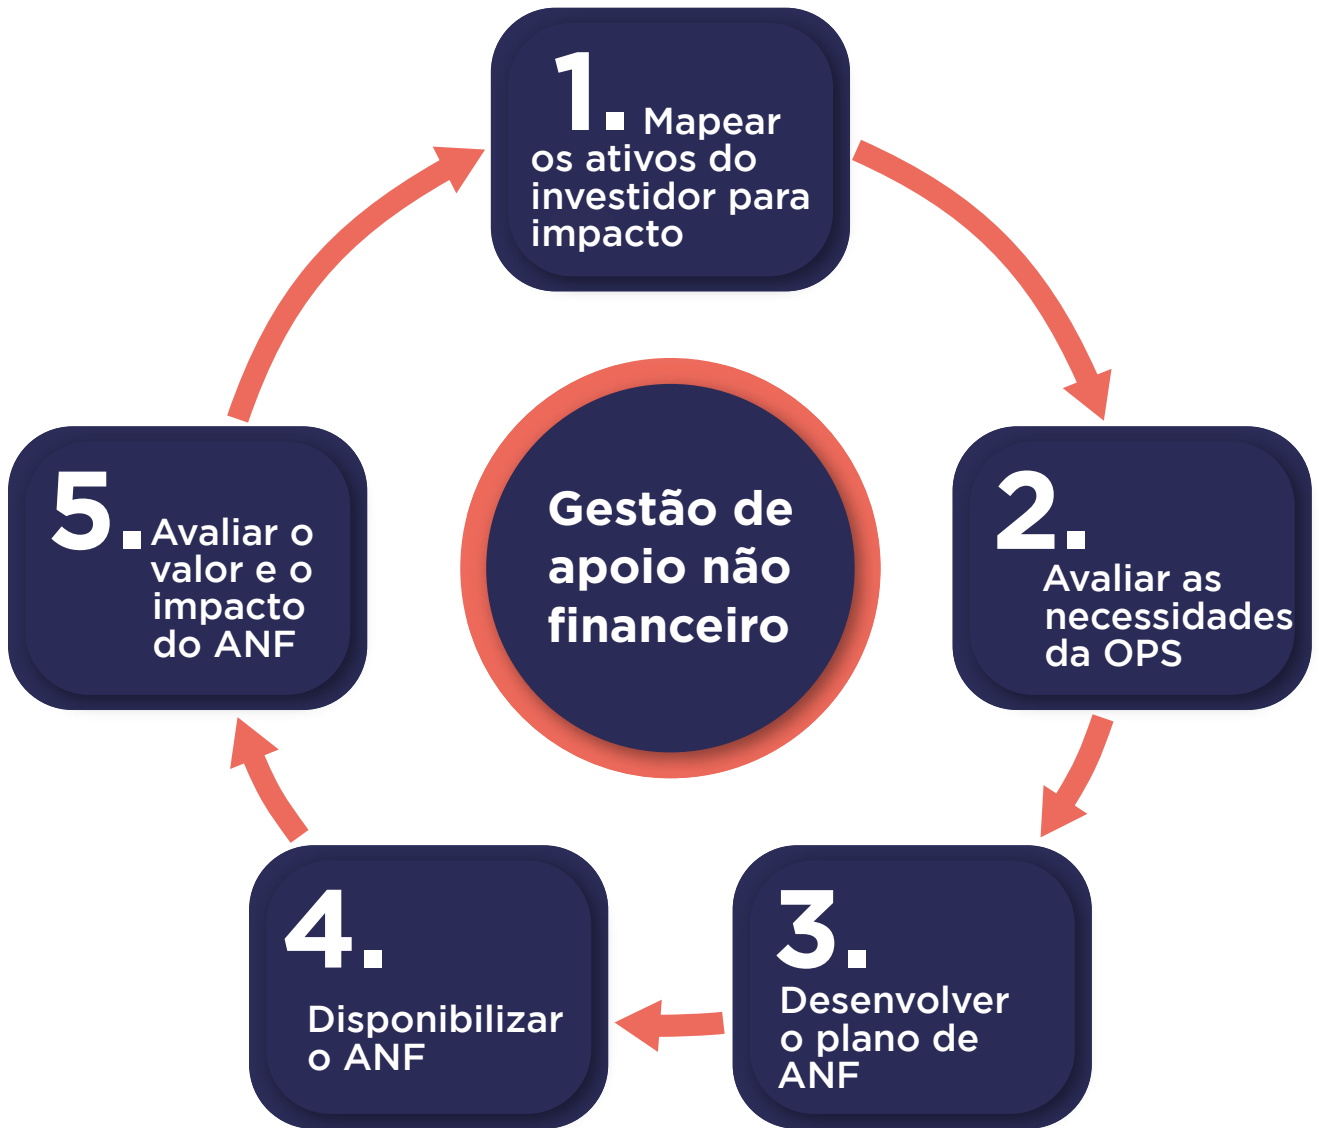 1. Mapear
os ativos do
investidor para
impacto
2.
Avaliar as
necessidades
da OPS
3.
Desenvolver
o plano de
ANF
4.
Disponibilizar
o ANF
5. Avaliar o
valor e o
impacto
do ANF
Gestão de
apoio não
financeiro